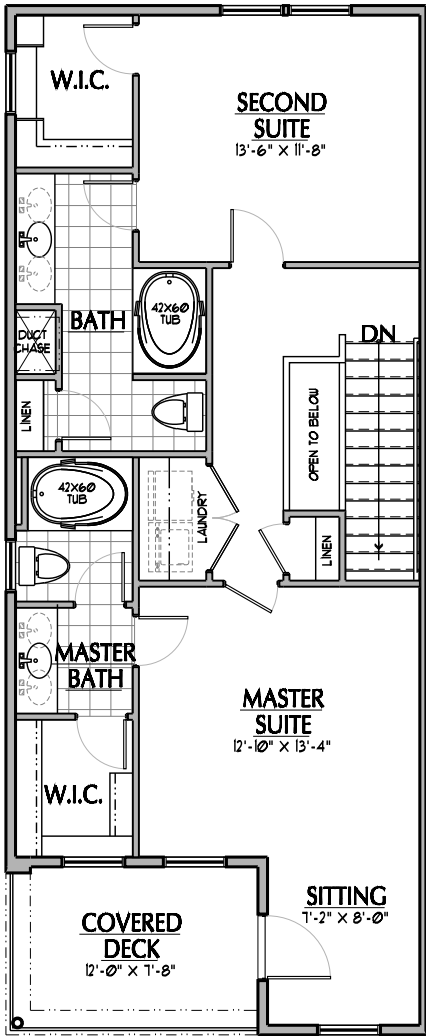 W.I.C.
SECOND
SUITE
13'-6" X 11'-8"
42X60
TUB
BATH
DUCT
CHASE
DN
LINEN
OPEN TO BELOW
42X60
TUB
LAUNDRY
LINEN
MASTER
BATH
MASTER
SUITE
12'-10" X 13'-4"
W.I.C.
SITTING
7'-2" X 8'-0"
COVERED
DECK
12'-0" X 7'-8"